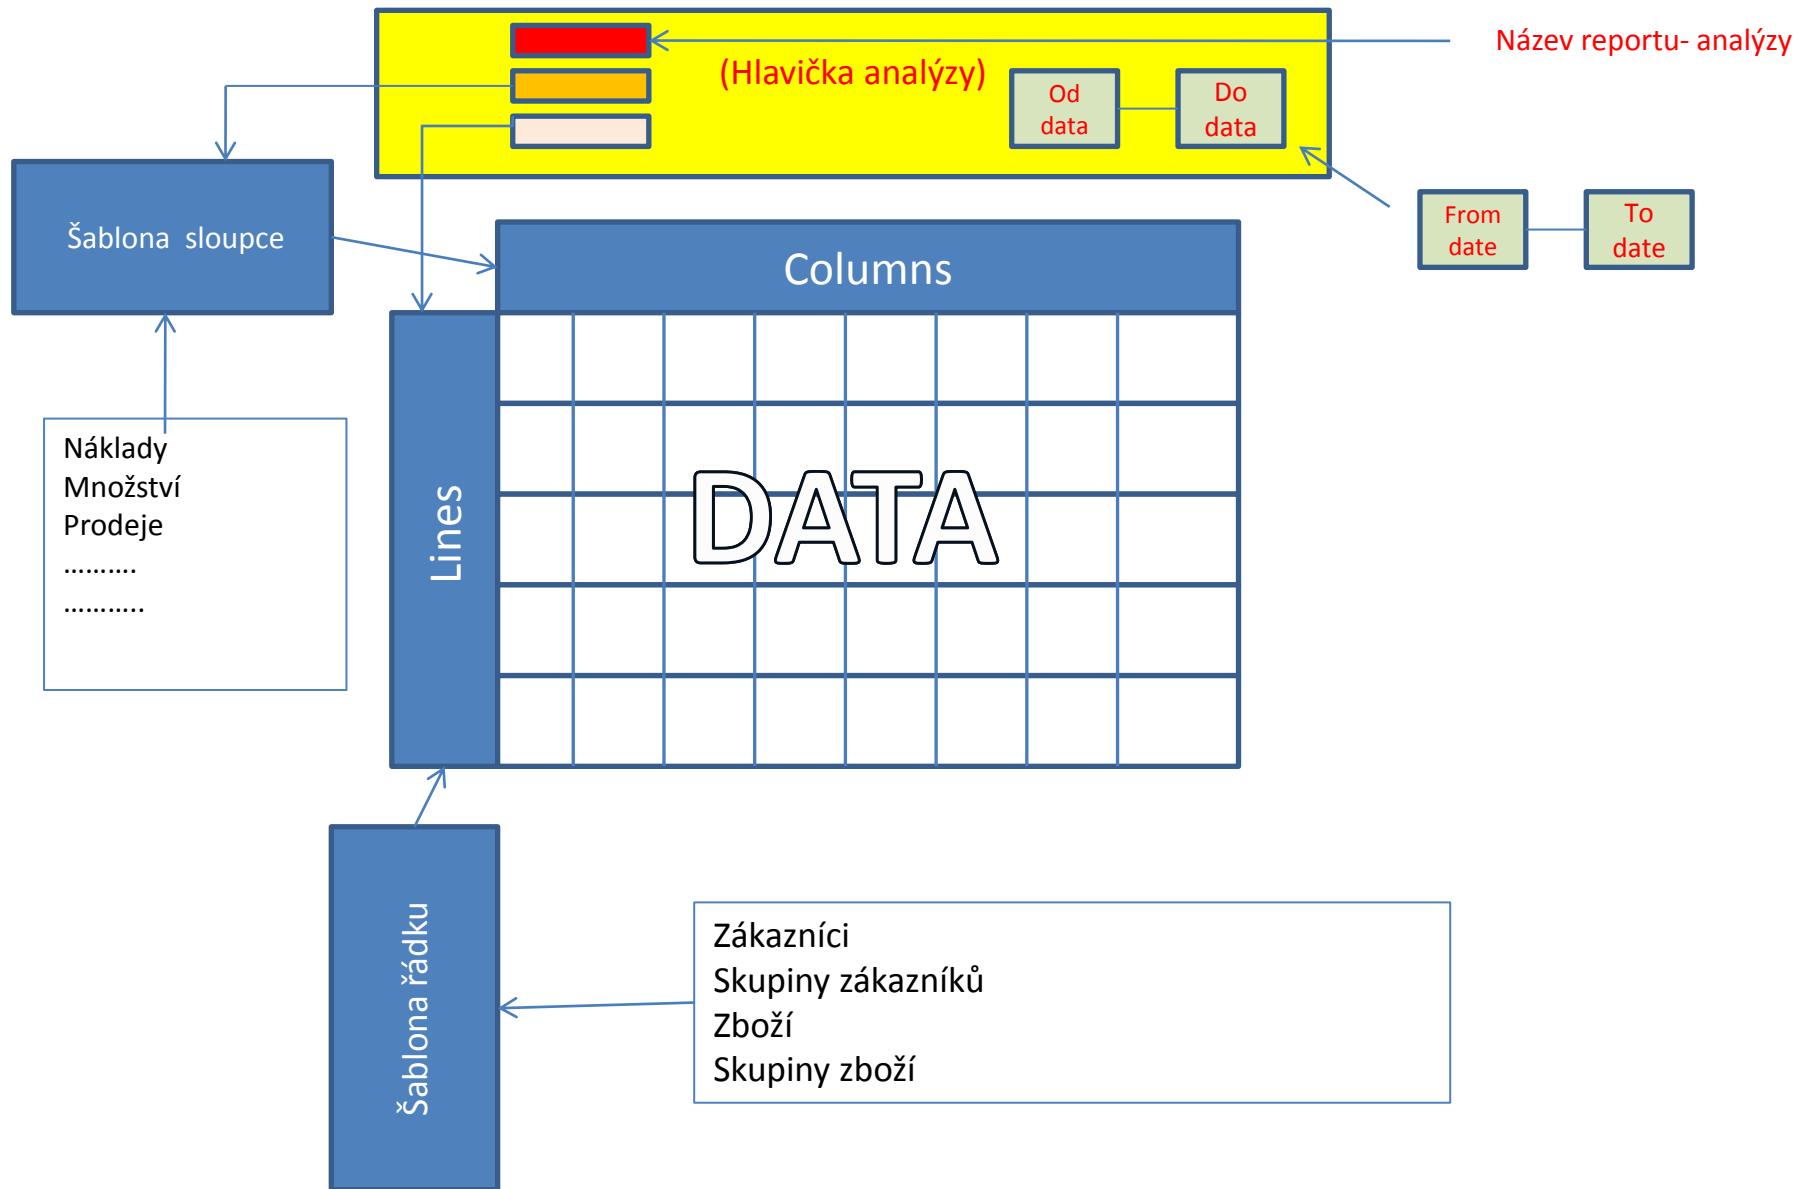 Název reportu- analýzy
(Hlavička analýzy)
Od
data
Do
data
From
date
To
date
Šablona  sloupce
Columns
Náklady
Množství
Prodeje
……….
………..
Lines
DATA
Šablona řádku
Zákazníci
Skupiny zákazníků
Zboží
Skupiny zboží